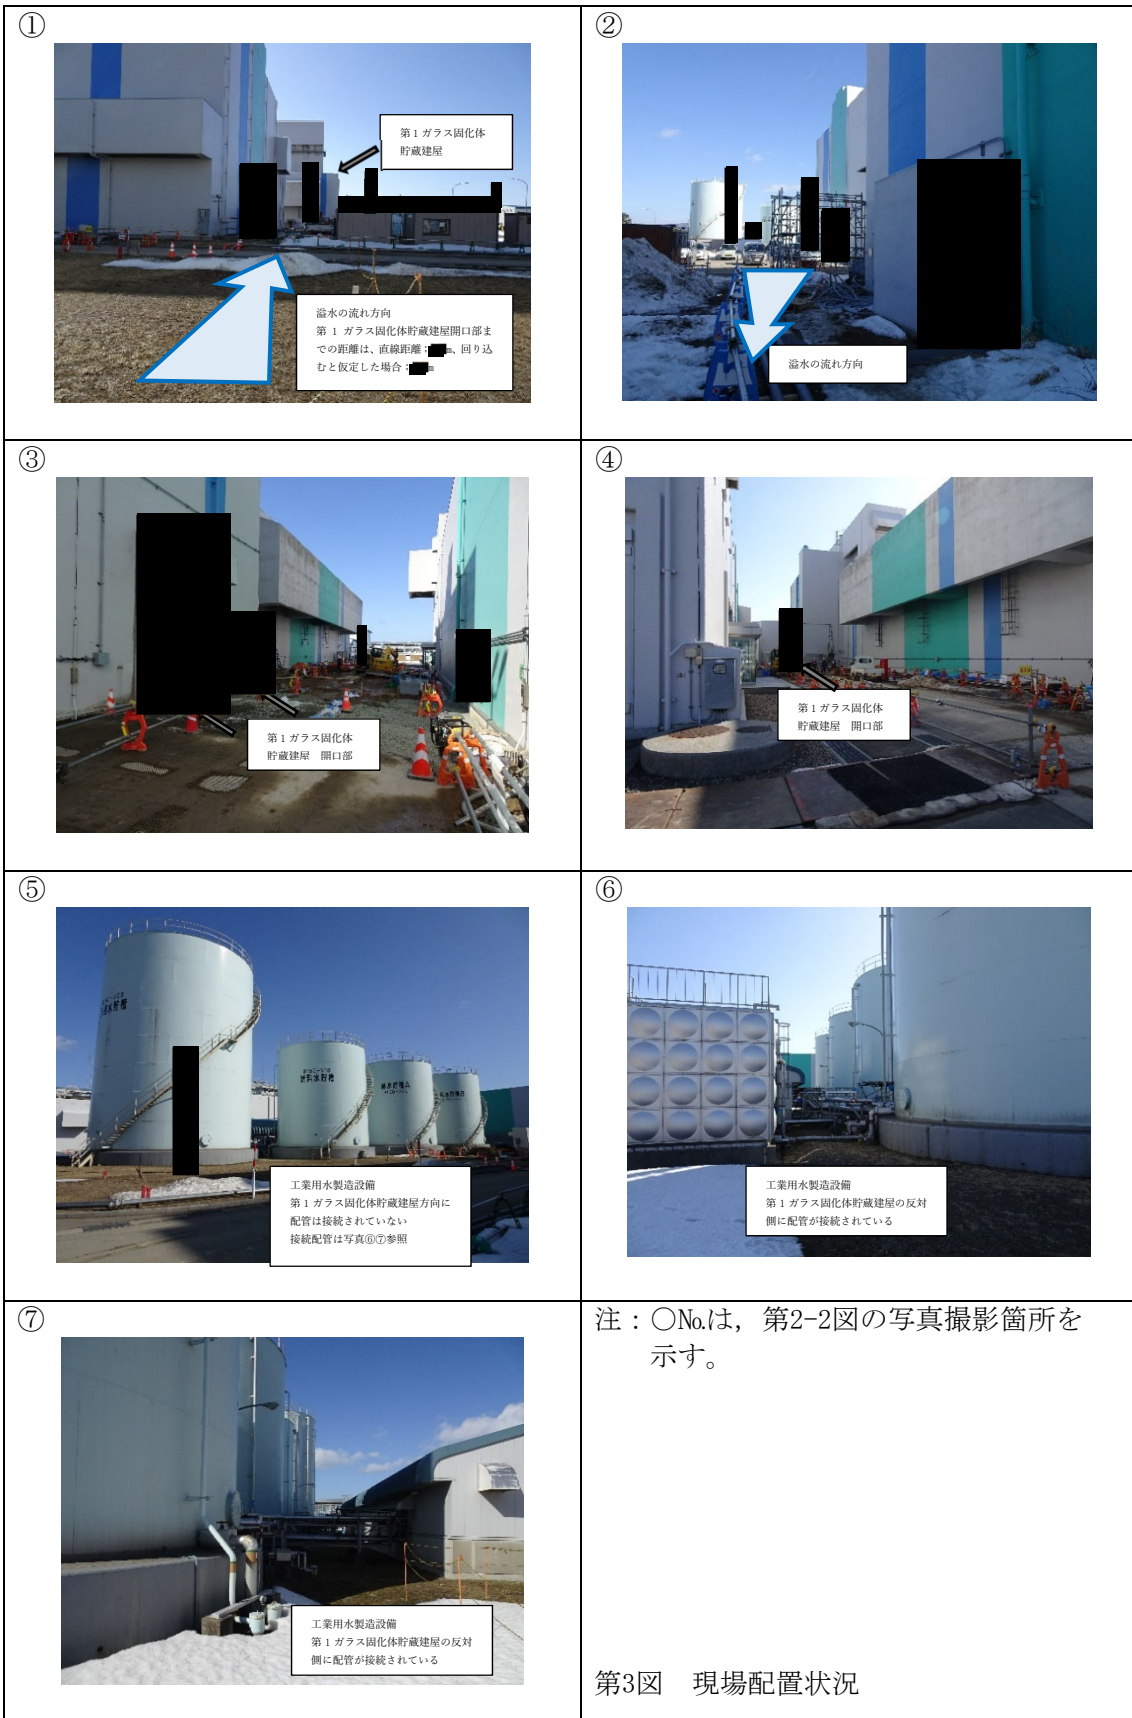 ①
第1ガラス固化体
貯蔵建屋
溢水の流れ方向
第 1 ガラス固化体貯蔵建屋開口部ま
での距離は、直線距離:m、回り込
むと仮定した場合:m
②
溢水の流れ方向
③
第1ガラス固化体
貯蔵建屋 開口部
④
第1ガラス固化体
貯蔵建屋 開口部
⑤
燃料水貯槽
工業用水製造設備
第1ガラス固化体貯蔵建屋方向に
配管は接続されていない
接続配管は写真⑥⑦参照
⑥
工業用水製造設備
第1ガラス固化体貯蔵建屋の反対
側に配管が接続されている
⑦
工業用水製造設備
第1ガラス固化体貯蔵建屋の反対
側に配管が接続されている
注:○№は，第2-2図の写真撮影箇所を
示す。
第3図 現場配置状況